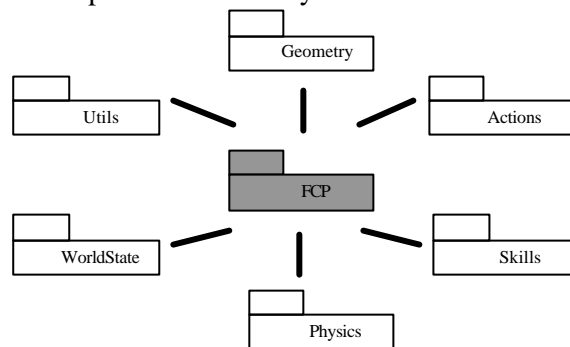 Geometry
Utils
Actions
FCP
WorldState
Skills
Physics